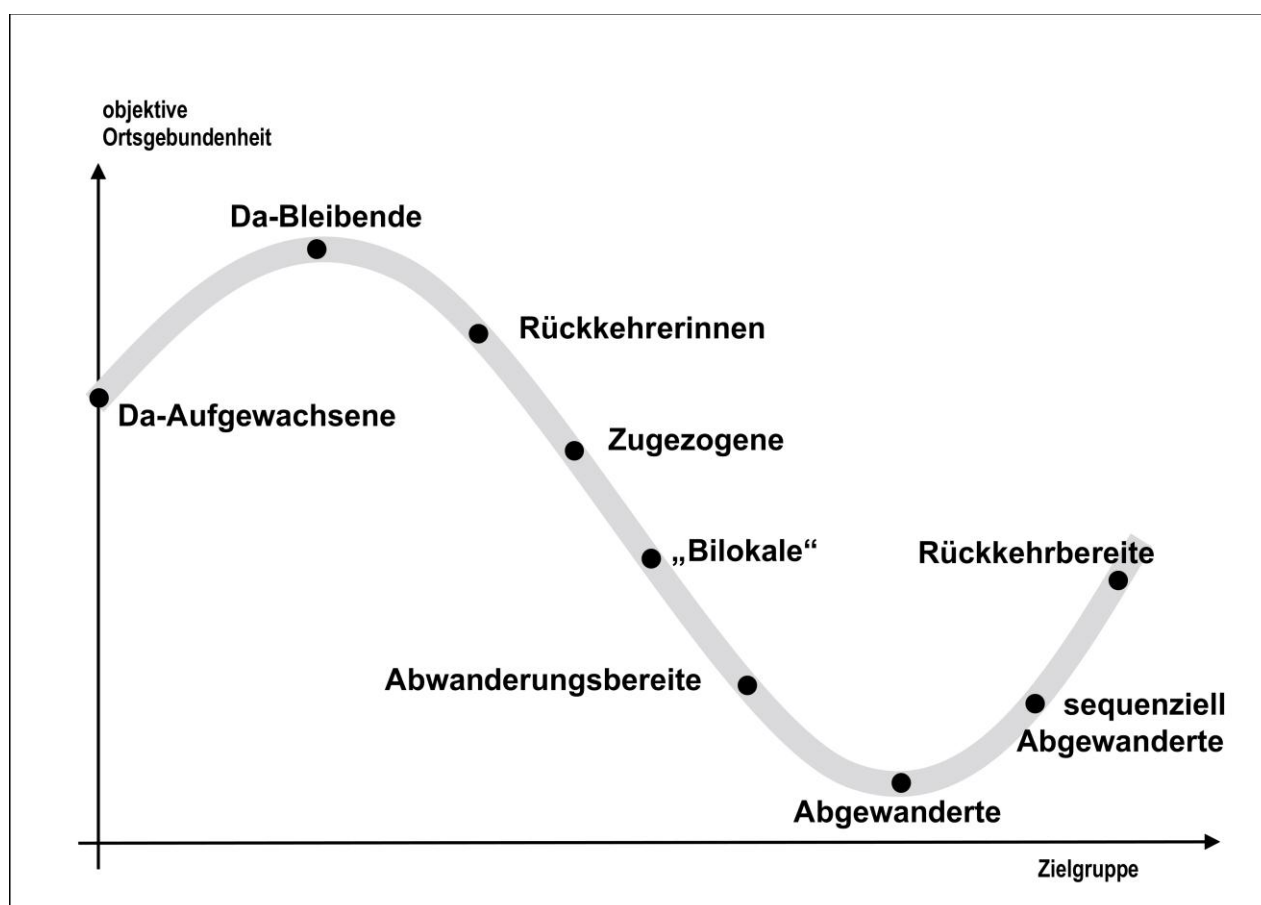 objektive
Ortsgebundenheit
Da-Bleibende
Rückkehrerinnen
Da-Aufgewachsene
Zugezogene
„Bilokale“
Rückkehrbereite
Abwanderungsbereite
sequenziell
Abgewanderte
Abgewanderte
Zielgruppe